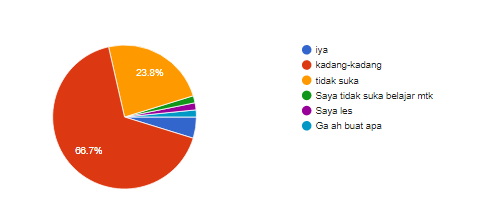 23.8%
66.7%
iya
kadang-kadang
tidak suka
Saya tidak suka belajar mtk
Saya les
Ga ah buat apa